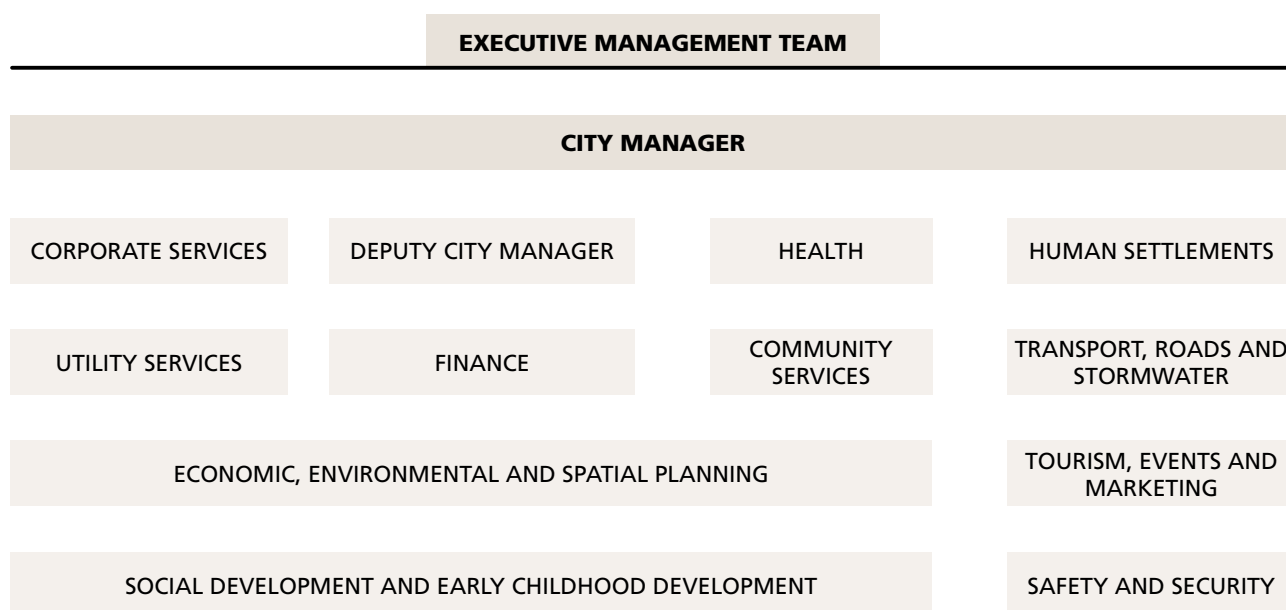 EXECUTIVE MANAGEMENT TEAM
CITY MANAGER
CORPORATE SERVICES
DEPUTY CITY MANAGER
HEALTH
HUMAN SETTLEMENTS
UTILITY SERVICES
FINANCE
COMMUNITY
SERVICES
TRANSPORT, ROADS AND
STORMWATER
ECONOMIC, ENVIRONMENTAL AND SPATIAL PLANNING
TOURISM, EVENTS AND
MARKETING
SOCIAL DEVELOPMENT AND EARLY CHILDHOOD DEVELOPMENT
SAFETY AND SECURITY